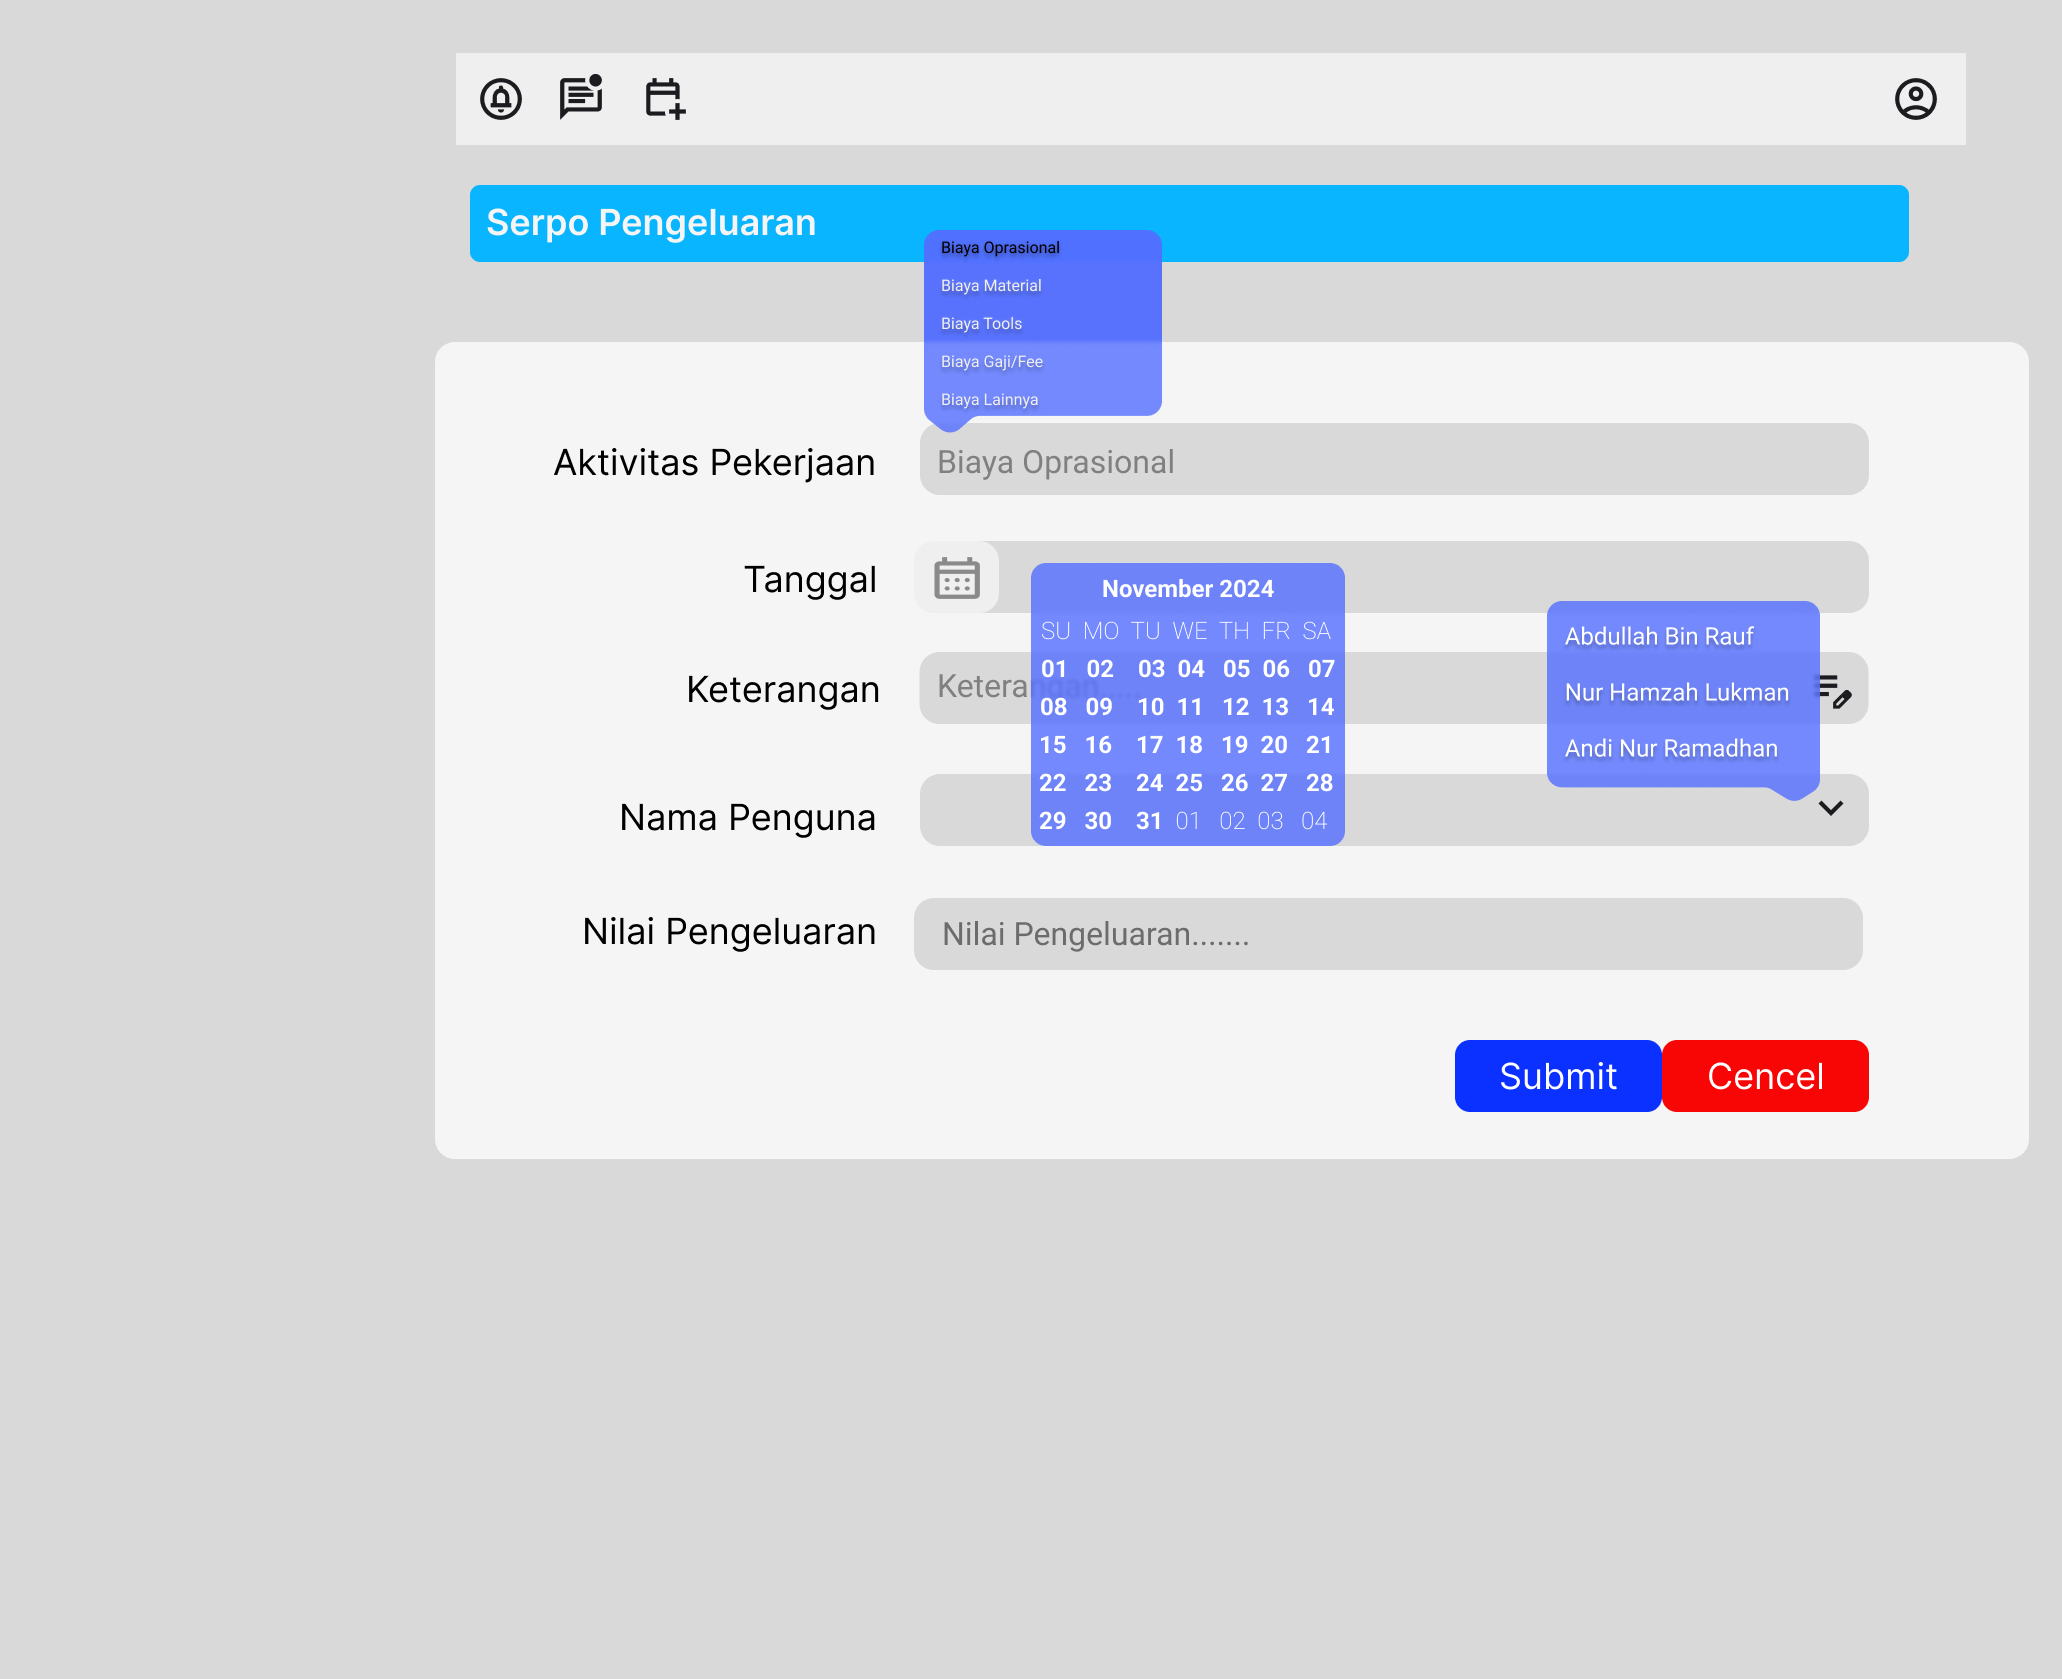 Serpo Pengeluaran
Biaya Oprasional
Biaya Material
Biaya Tools
Biaya Gaji/Fee
Biaya Lainnya
Aktivitas Pekerjaan
Biaya Oprasional
Tanggal
November 2024
SU MO TU WE TH FR SA
01 02 03 04 05 06 07
08 09 10 11 12 13 14
15 16 17 18 19 20 21
22 23 24 25 26 27 28
29 30 31 01 02 03 04
Abdullah Bin Rauf
Nur Hamzah Lukman
Andi Nur Ramadhan
Keterangan
Keterangan.....
Nama Penguna
Nilai Pengeluaran
Nilai Pengeluaran.......
Submit
Cencel